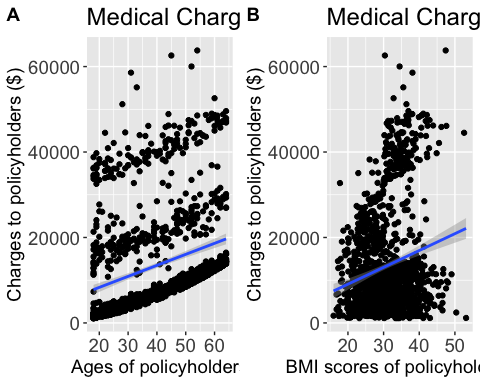 A
Medical Charg
Charges to policyholders ($)
60000
40000
20000
0
20 30 40 50 60
Ages of policyholder
B
Medical Charg
Charges to policyholders ($)
60000
40000
20000
0
20 30 40 50
BMI scores of policyhol